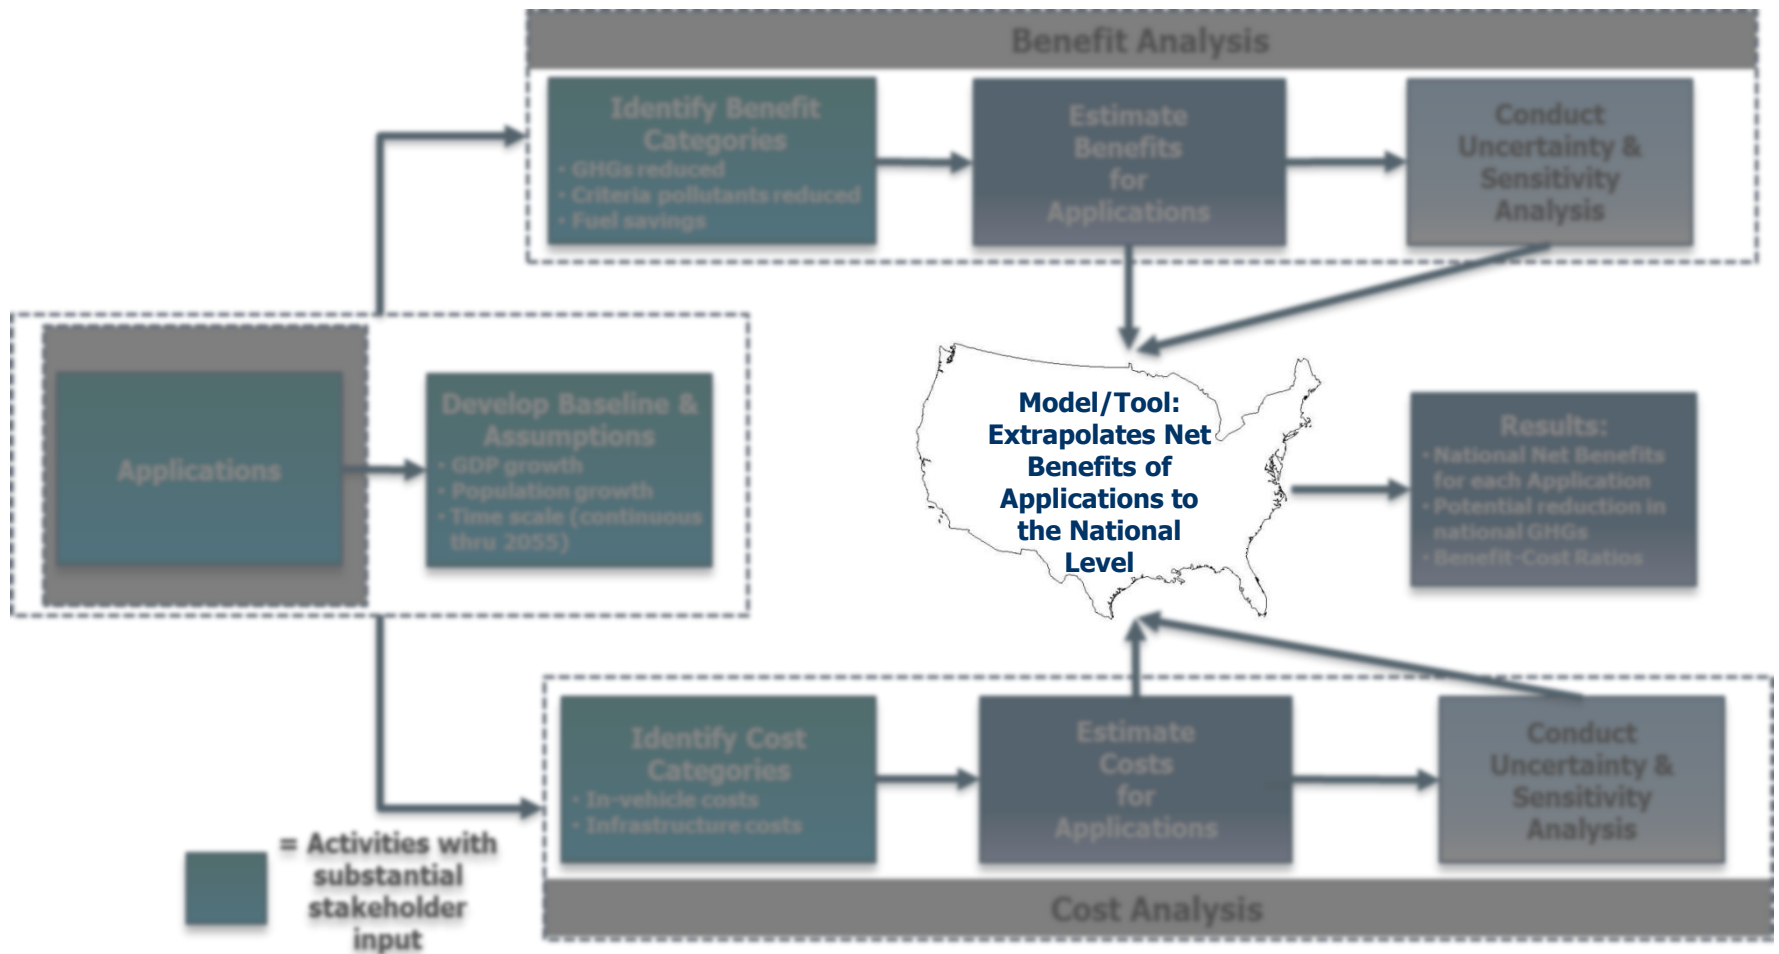 Benefit Analysis
Identify Benefit
Categories
• GHGs reduced
• Criteria pollutants reduced
• Fuel savings
Estimate
Benefits
for
Applications
Conduct
Uncertainty &
Sensitivity
Analysis
Applications
Develop Baseline &
Assumptions
• GDP growth
• Population growth
• Time scale (continuous
thru 2055)
Model/Tool:
Extrapolates Net
Benefits of
Applications to
the National
Level
Results:
• National Net Benefits
for each Application
• Potential reduction in
national GHGs
• Benefit-Cost Ratios
Identify Cost
Categories
• In-vehicle costs
• Infrastructure costs
Estimate
Costs
for
Applications
Conduct
Uncertainty &
Sensitivity
Analysis
Cost Analysis
= Activities with
substantial
stakeholder
input